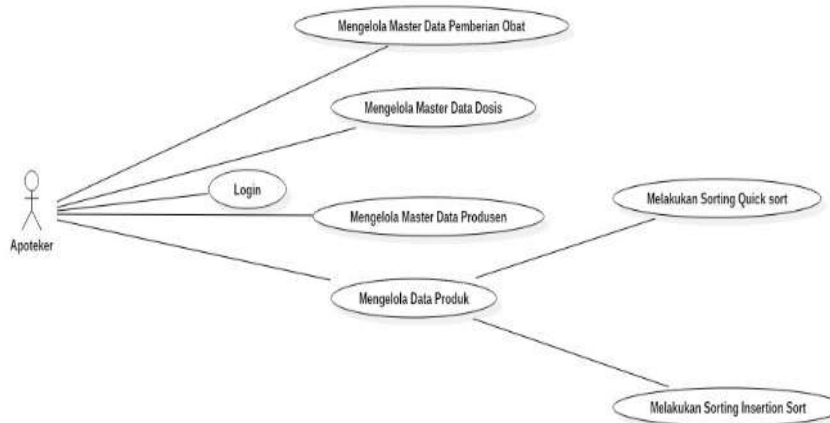 Mengelola Master Data Pemberian Obat
Mengelola Master Data Dosis
Login
Melakukan Sorting Quick sort
Mengelola Master Data Produsen
Apoteker
Mengelola Data Produk
Melakukan Sorting Insertion Sort